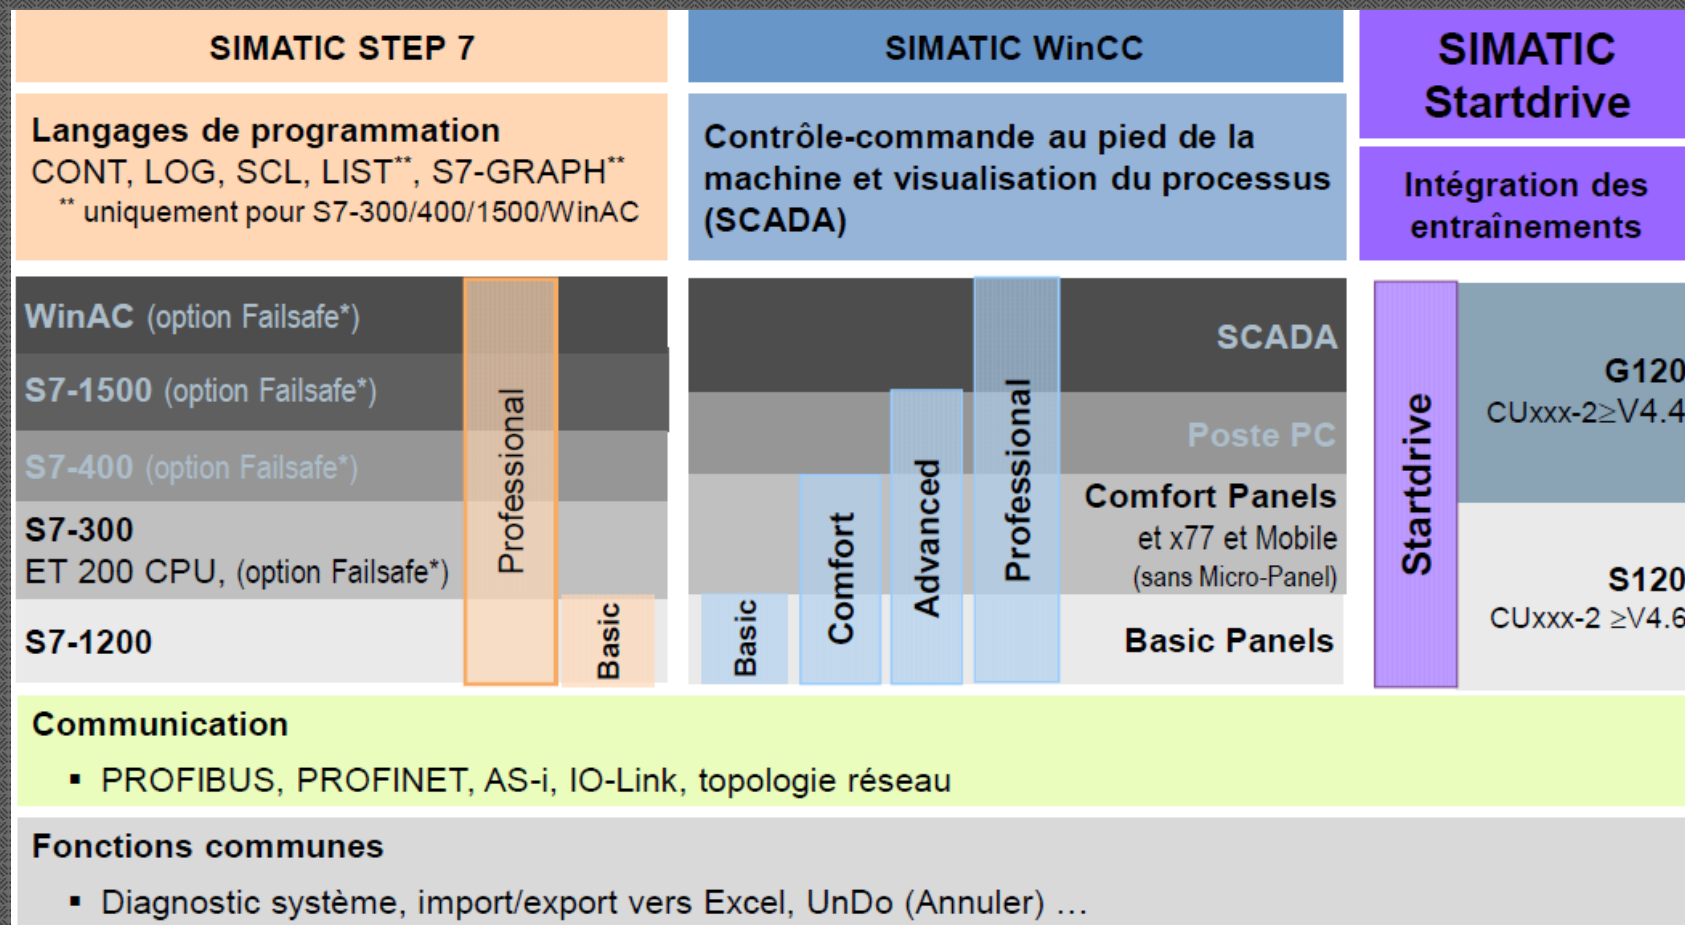 SIMATIC STEP 7
Langages de programmation
CONT, LOG, SCL, LIST**, S7-GRAPH**
** uniquement pour S7-300/400/1500/WinAC
WinAC (option Failsafe*)
S7-1500 (option Failsafe*)
S7-400 (option Failsafe*)
S7-300
ET 200 CPU, (option Failsafe*)
S7-1200
Professional
Basic
SIMATIC WinCC
Contrôle-commande au pied de la
machine et visualisation du processus
(SCADA)
Basic
Comfort
Advanced
Professional
SCADA
Poste PC
Comfort Panels
et x77 et Mobile
(sans Micro-Panel)
Basic Panels
SIMATIC
Startdrive
Intégration des
entraînements
Startdrive
G120
CUxxx-2≥V4.4
S120
CUxxx-2 ≥V4.6
Communication
▪ PROFIBUS, PROFINET, AS-i, IO-Link, topologie réseau
Fonctions communes
▪ Diagnostic système, import/export vers Excel, UnDo (Annuler) …